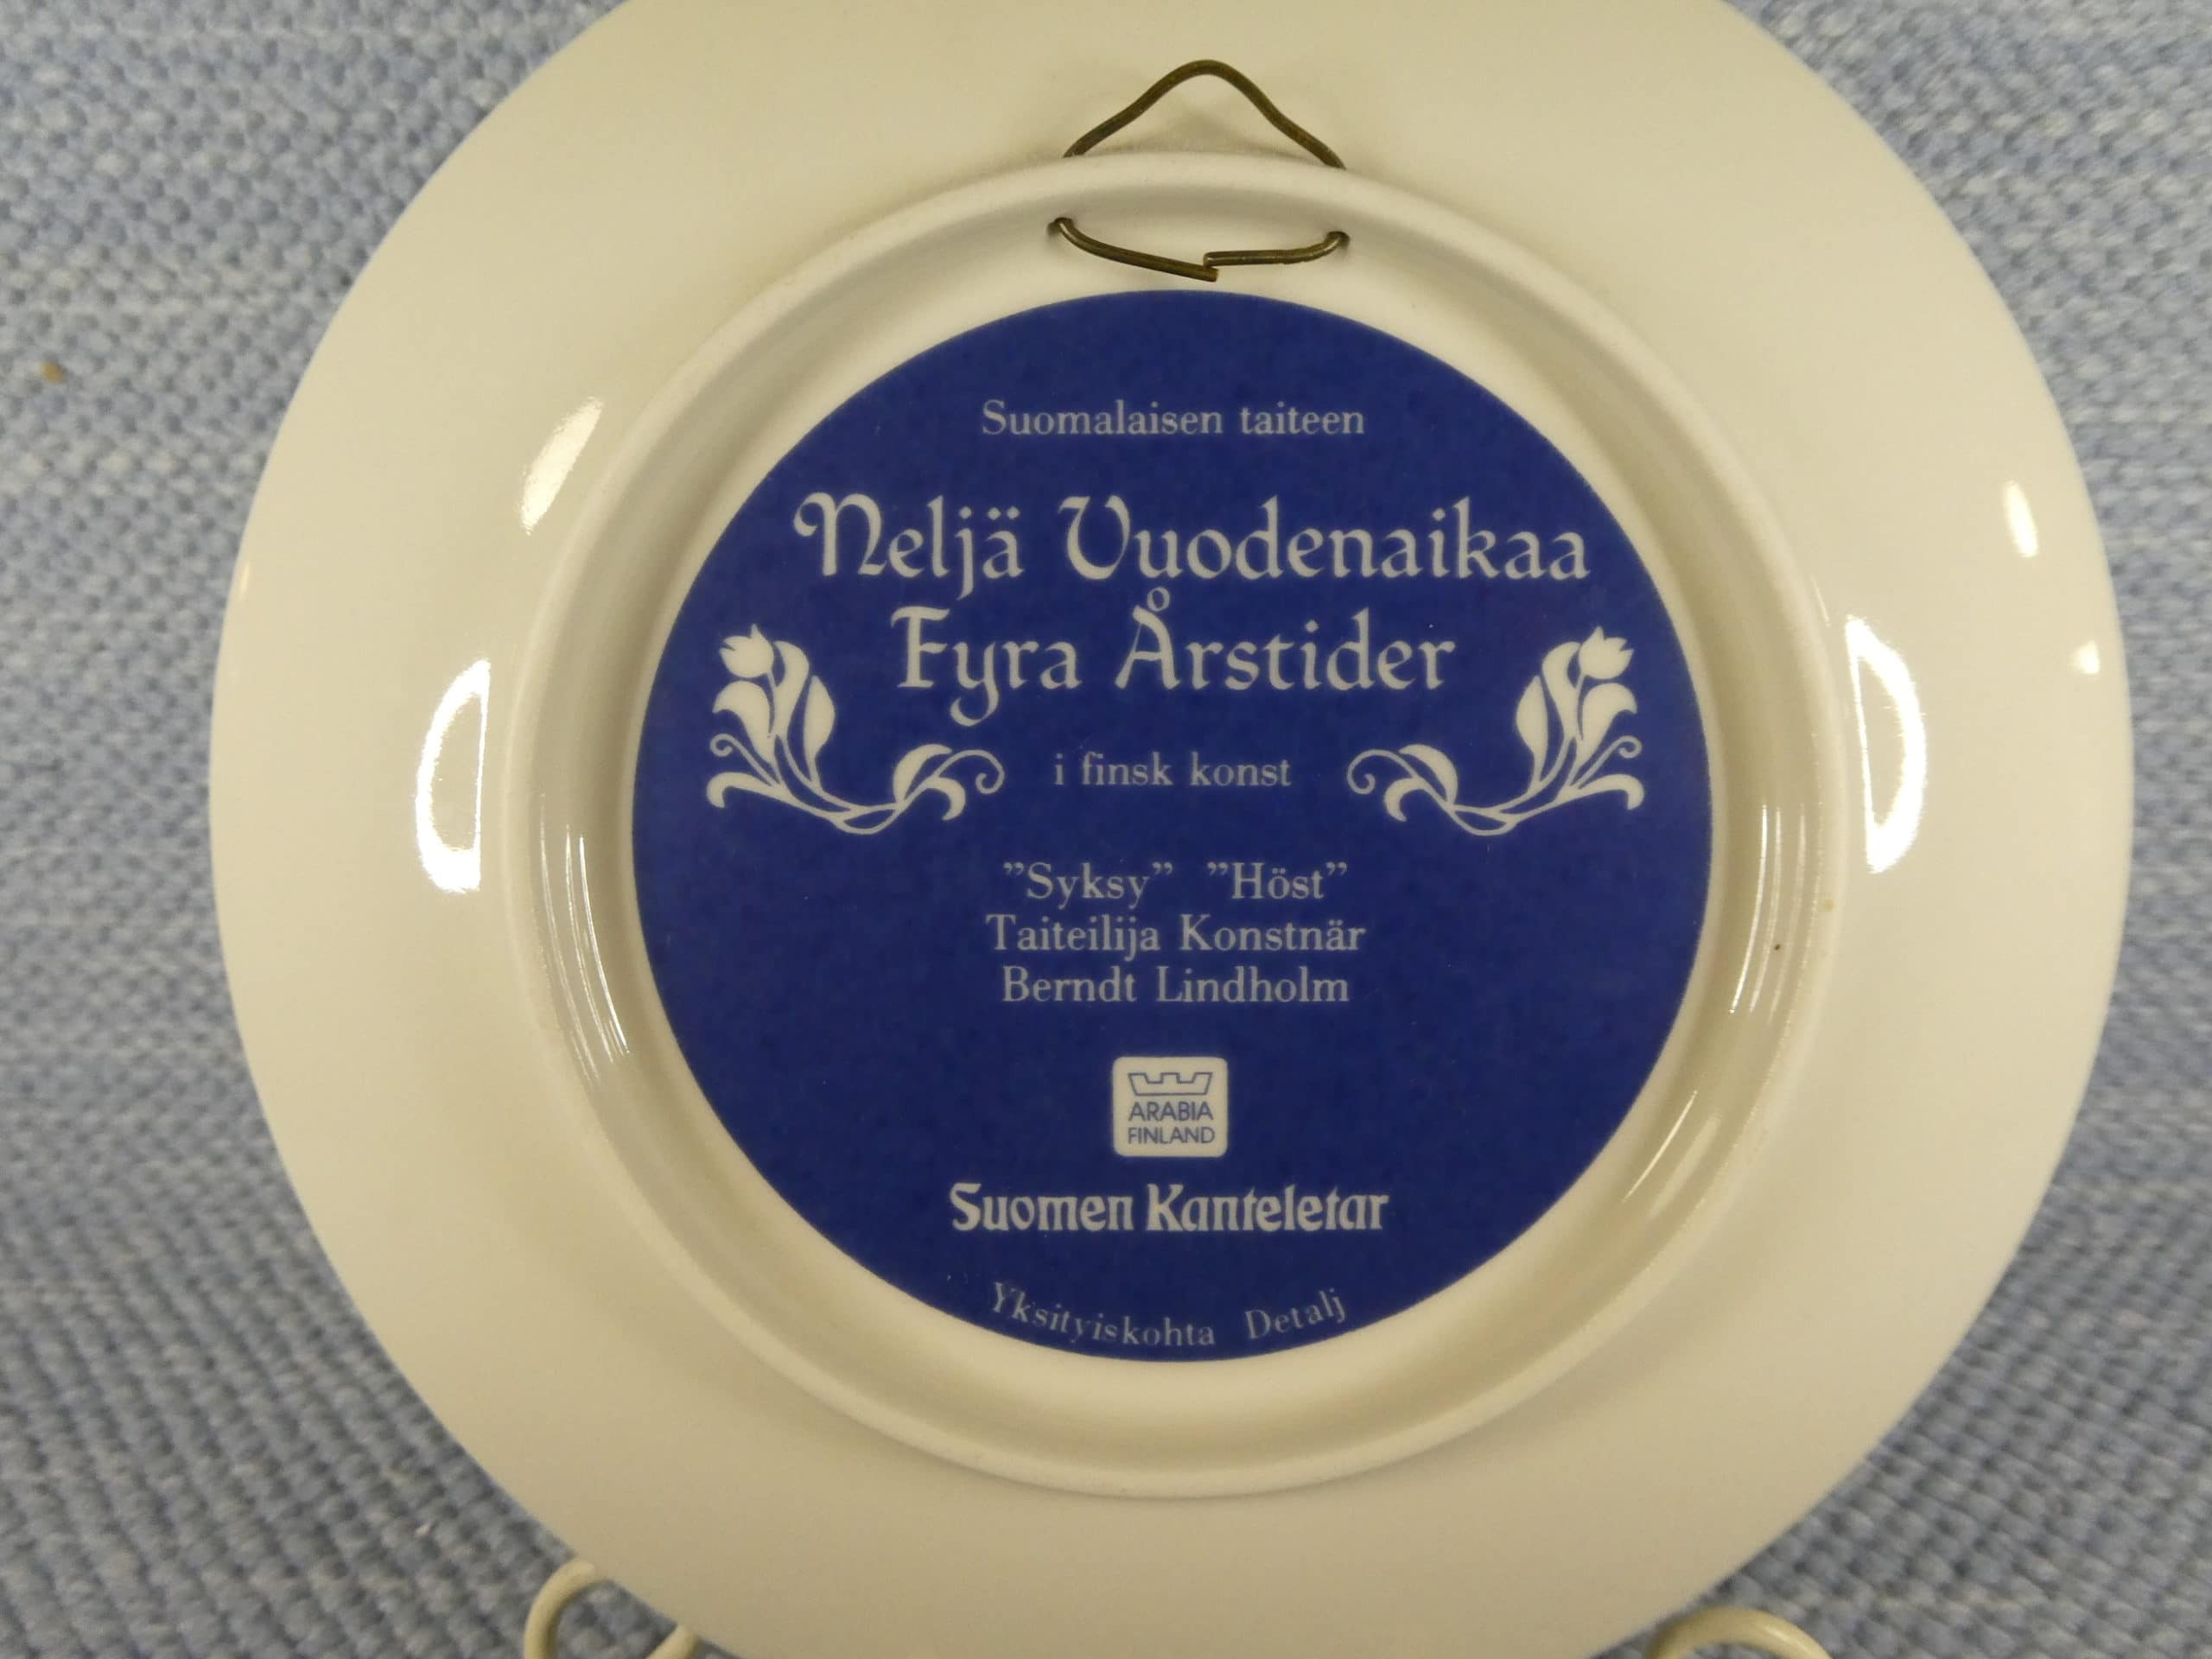 Suomalaisen taiteen
Neljä Vuodenaikaa
Fyra Årstider
i finsk konst
”Syksy” ”Höst”
Taiteilija Konstnär
Berndt Lindholm
ARABIA
FINLAND
Suomen Kanteletar
Yksityiskohta Detalj